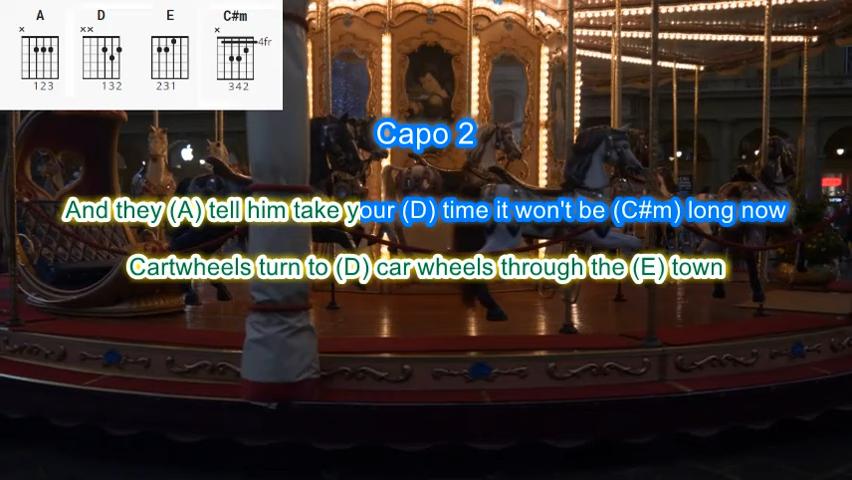 A D E C#m
× ×× × 4fr
123 132 231 342
Capo 2
And they (A) tell him take your (D) time it won't be (C#m) long now
Cartwheels turn to (D) car wheels through the (E) town